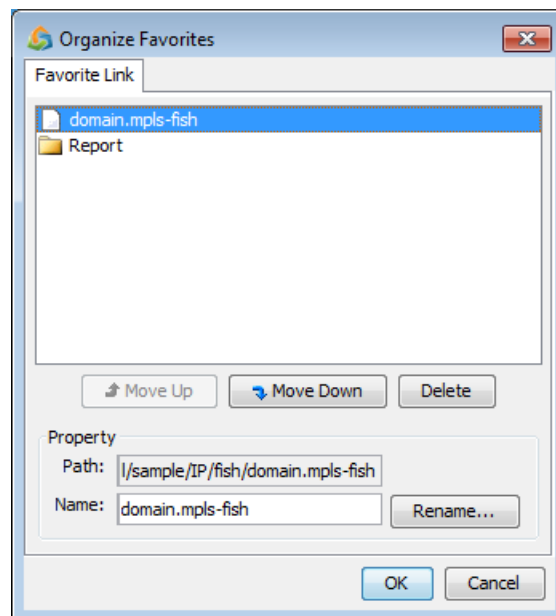 Organize Favorites
Favorite Link
domain.mpls-fish
Report
Move Up
Move Down
Delete
Property
Path: l/sample/IP/fish/domain.mpls-fish
Name: domain.mpls-fish
Rename...
OK
Cancel